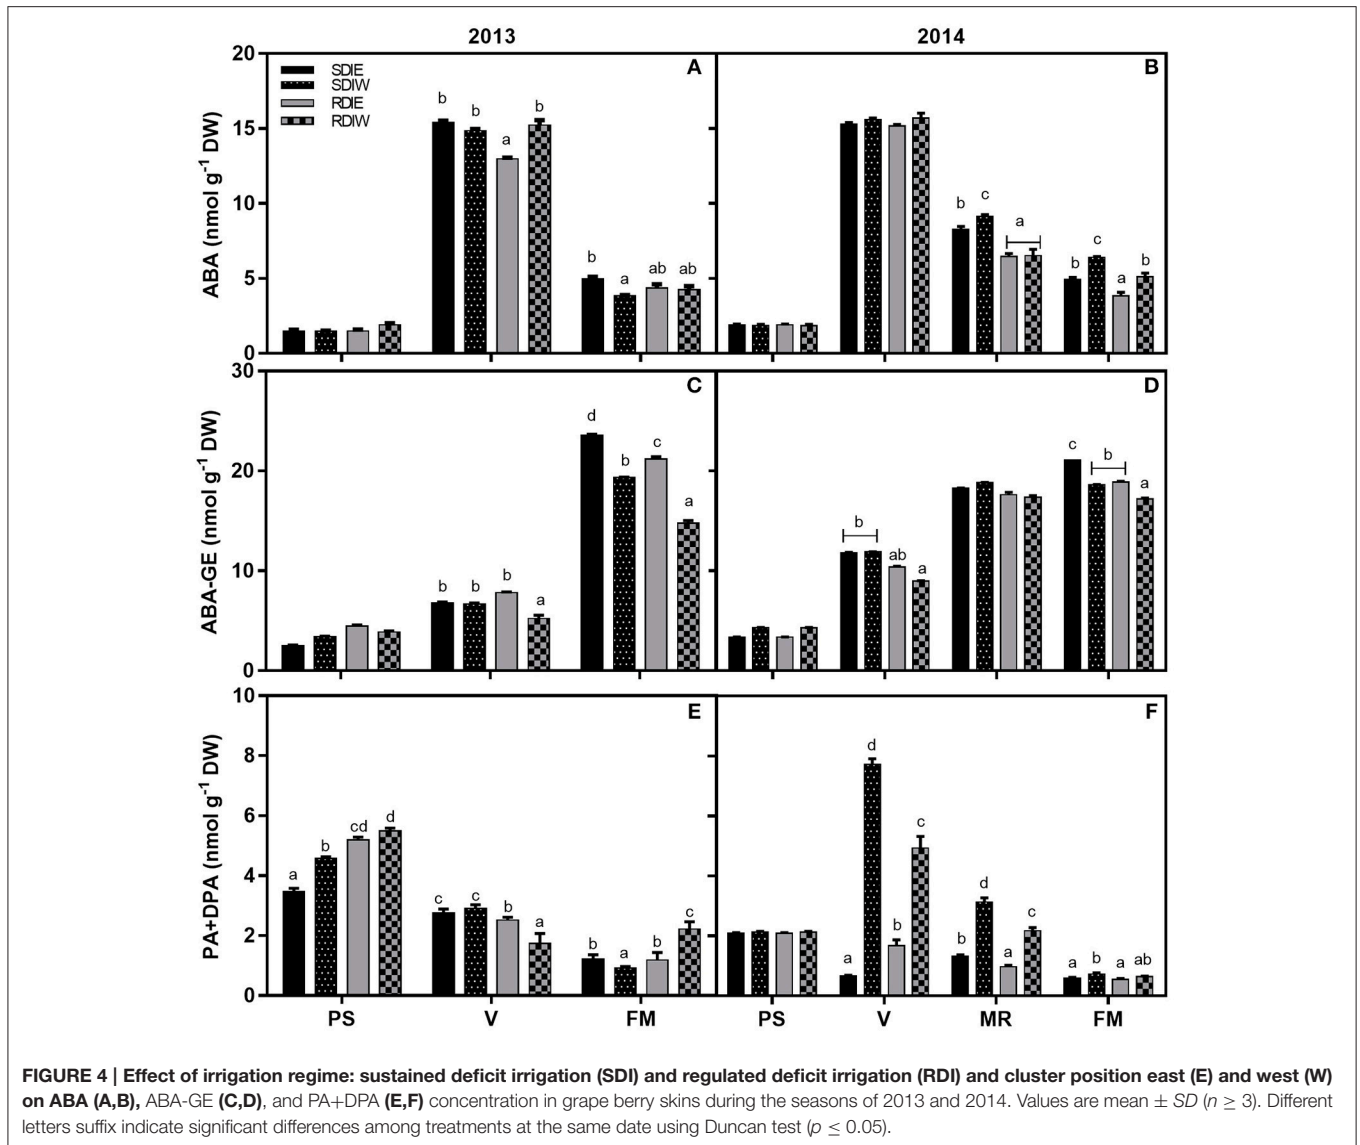 2013 2014
20 15 10 5 0
ABA (nmol g⁻¹ DW)
SDIE
SDIW
RDIE
RDIW
A
b b a b
b a ab ab
B
b c a
b c a b
30 20 10 0
ABA-GE (nmol g⁻¹ DW)
C
b b b a
d b c a
D
b ab a
c b a
10 8 6 4 2 0
PA+DPA (nmol g⁻¹ DW)
E
a b cd d
c c b a
b a b c
F
a d b c
b d a c
a b a ab
PS V FM PS V MR FM
FIGURE 4 | Effect of irrigation regime: sustained deficit irrigation (SDI) and regulated deficit irrigation (RDI) and cluster position east (E) and west (W)
on ABA (A,B), ABA-GE (C,D), and PA+DPA (E,F) concentration in grape berry skins during the seasons of 2013 and 2014. Values are mean ± SD (n ≥ 3). Different
letters suffix indicate significant differences among treatments at the same date using Duncan test (p ≤ 0.05).